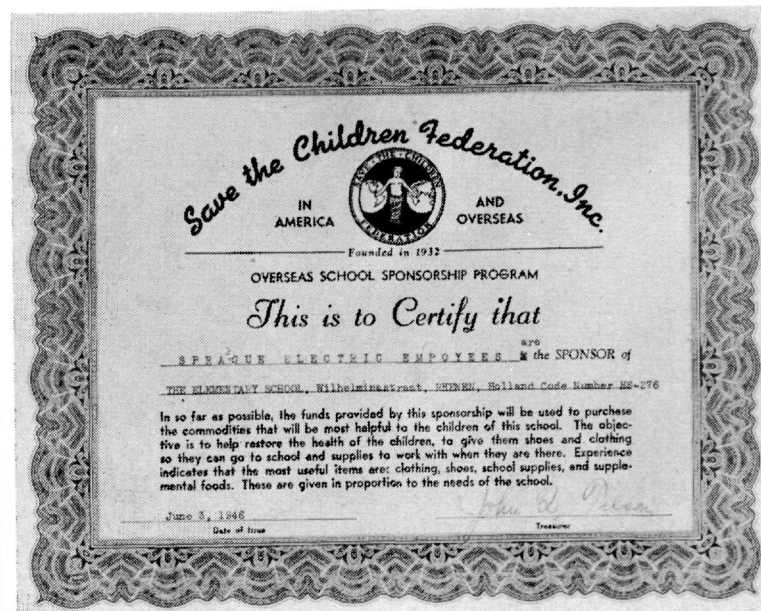 Save the Children Federation, Inc.
SAVE · THE · CHILDREN
FEDERATION
IN
AMERICA
AND
OVERSEAS
Founded in 1932
OVERSEAS SCHOOL SPONSORSHIP PROGRAM
This is to Certify that
are
SPRAGUE ELECTRIC EMPOYEES the SPONSOR of
THE ELEMENTARY SCHOOL, Wilhelminastraat, RHENEN, Holland Code Number HS-276
In so far as possible, the funds provided by this sponsorship will be used to purchase
the commodities that will be most helpful to the children of this school. The objec-
tive is to help restore the health of the children, to give them shoes and clothing
so they can go to school and supplies to work with when they are there. Experience
indicates that the most useful items are: clothing, shoes, school supplies, and supple-
mental foods. These are given in proportion to the needs of the school.
June 3, 1946
Date of Issue
John
Treasurer